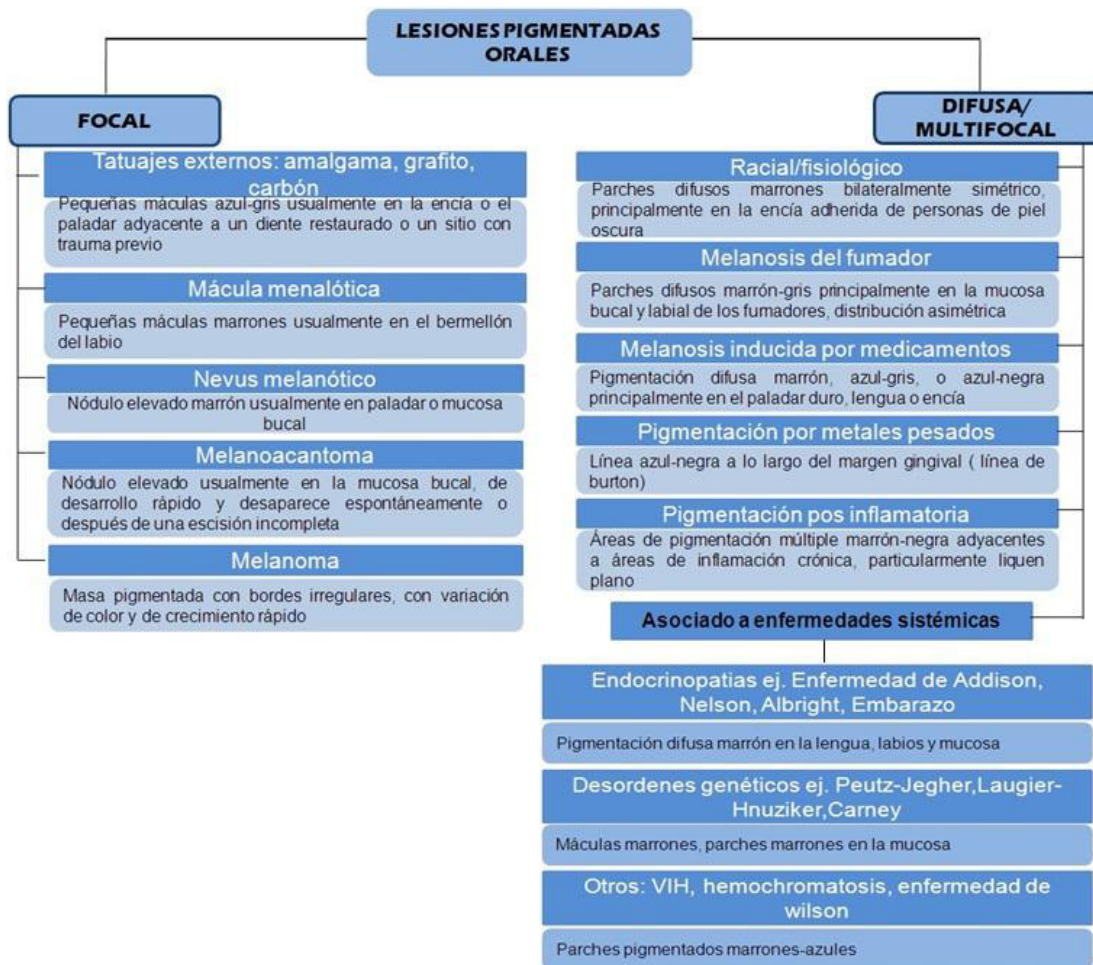 LESIONES PIGMENTADAS
ORALES
FOCAL
Tatuajes externos: amalgama, grafito,
carbón
Pequeñas máculas azul-gris usualmente en la encía o el
paladar adyacente a un diente restaurado o un sitio con
trauma previo
Mácula menalótica
Pequeñas máculas marrones usualmente en el bermellón
del labio
Nevus melanótico
Nódulo elevado marrón usualmente en paladar o mucosa
bucal
Melanoacantoma
Nódulo elevado usualmente en la mucosa bucal, de
desarrollo rápido y desaparece espontáneamente o
después de una escisión incompleta
Melanoma
Masa pigmentada con bordes irregulares, con variación
de color y de crecimiento rápido
DIFUSA/
MULTIFOCAL
Racial/fisiológico
Parches difusos marrones bilateralmente simétrico,
principalmente en la encía adherida de personas de piel
oscura
Melanosis del fumador
Parches difusos marrón-gris principalmente en la mucosa
bucal y labial de los fumadores, distribución asimétrica
Melanosis inducida por medicamentos
Pigmentación difusa marrón, azul-gris, o azul-negra
principalmente en el paladar duro, lengua o encía
Pigmentación por metales pesados
Línea azul-negra a lo largo del margen gingival ( línea de
burton)
Pigmentación pos inflamatoria
Áreas de pigmentación múltiple marrón-negra adyacentes
a áreas de inflamación crónica, particularmente liquen
plano
Asociado a enfermedades sistémicas
Endocrinopatias ej. Enfermedad de Addison,
Nelson, Albright, Embarazo
Pigmentación difusa marrón en la lengua, labios y mucosa
Desordenes genéticos ej. Peutz-Jegher,Laugier-
Hnuziker,Carney
Máculas marrones, parches marrones en la mucosa
Otros: VIH, hemochromatosis, enfermedad de
wilson
Parches pigmentados marrones-azules